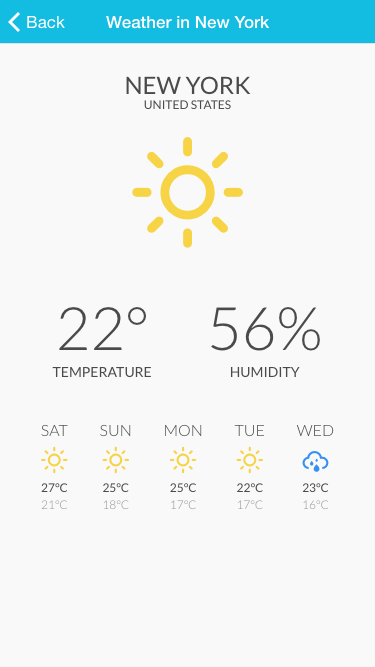 Back Weather in New York
NEW YORK
UNITED STATES
22° 56%
TEMPERATURE HUMIDITY
SAT SUN MON TUE WED
27°C 25°C 25°C 22°C 23°C
21°C 18°C 17°C 17°C 16°C